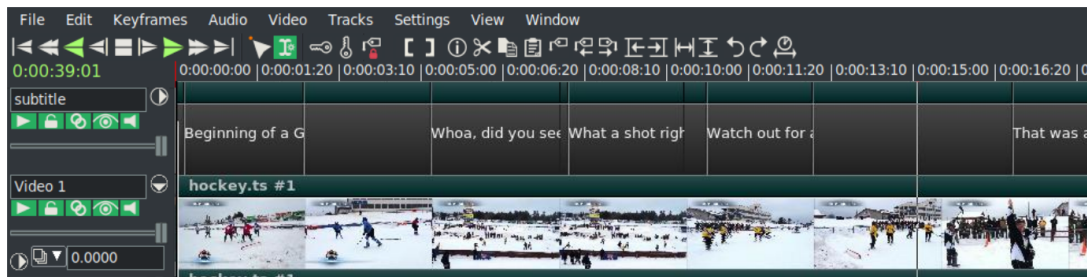 File Edit Keyframes Audio Video Tracks Settings View Window
0:00:39:01
0:00:00:00 |0:00:01:20 |0:00:03:10 |0:00:05:00 |0:00:06:20 |0:00:08:10 |0:00:10:00 |0:00:11:20 |0:00:13:10 |0:00:15:00 |0:00:16:20 |0
subtitle
Beginning of a G
Whoa, did you see
What a shot righ
Watch out for a
That was a
Video 1
hockey.ts #1
0.0000
hockey.ts #1